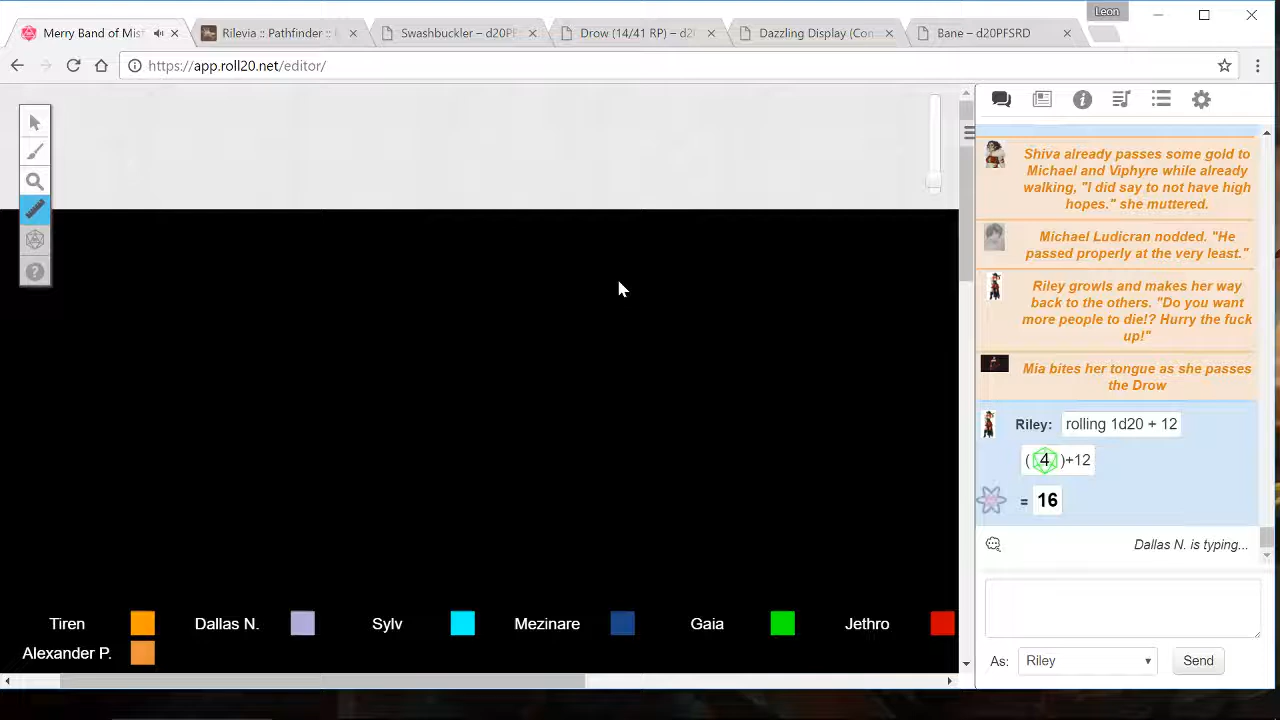 Leon
Merry Band of Mis
Rilevia :: Pathfinder :: I
Swashbuckler – d20PF
Drow (14/41 RP) – d2
Dazzling Display (Con
Bane – d20PFSRD
https://app.roll20.net/editor/
Shiva already passes some gold to
Michael and Viphyre while already
walking, "I did say to not have high
hopes." she muttered.
Michael Ludicran nodded. "He
passed properly at the very least."
Riley growls and makes her way
back to the others. "Do you want
more people to die!? Hurry the fuck
up!"
Mia bites her tongue as she passes
the Drow
Riley: rolling 1d20 + 12
(4)+12
= 16
Dallas N. is typing...
Tiren Dallas N. Sylv Mezinare Gaia Jethro
Alexander P.
As: Riley Send